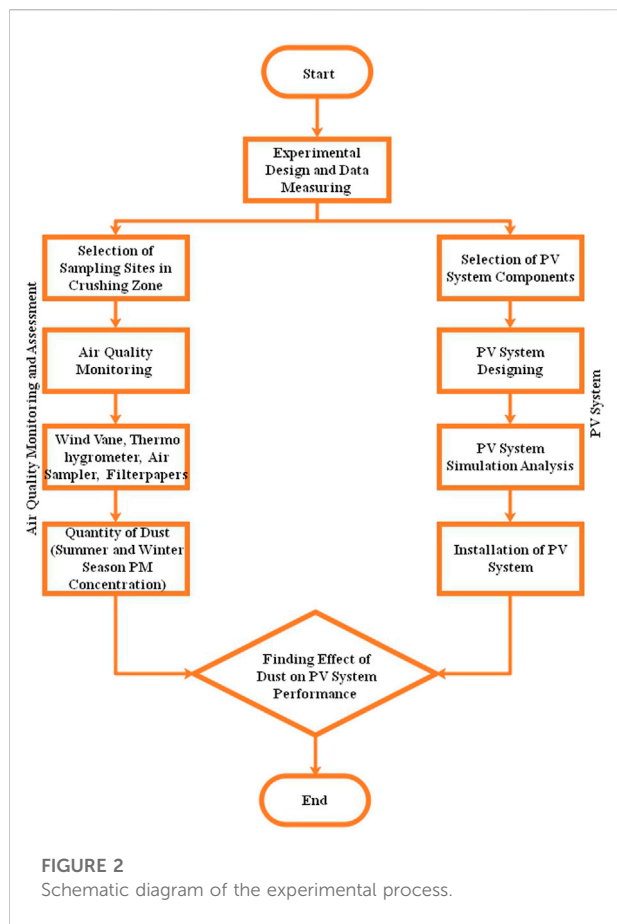 Start
Experimental
Design and Data
Measuring
Selection of
Sampling Sites in
Crushing Zone
Air Quality
Monitoring
Wind Vane, Thermo
hygrometer, Air
Sampler, Filterpapers
Quantity of Dust
(Summer and Winter
Season PM
Concentration)
Air Quality Monitoring and Assessment
Selection of PV
System Components
PV System
Designing
PV System
Simulation Analysis
Installation of PV
System
PV System
Finding Effect of
Dust on PV System
Performance
End
FIGURE 2
Schematic diagram of the experimental process.